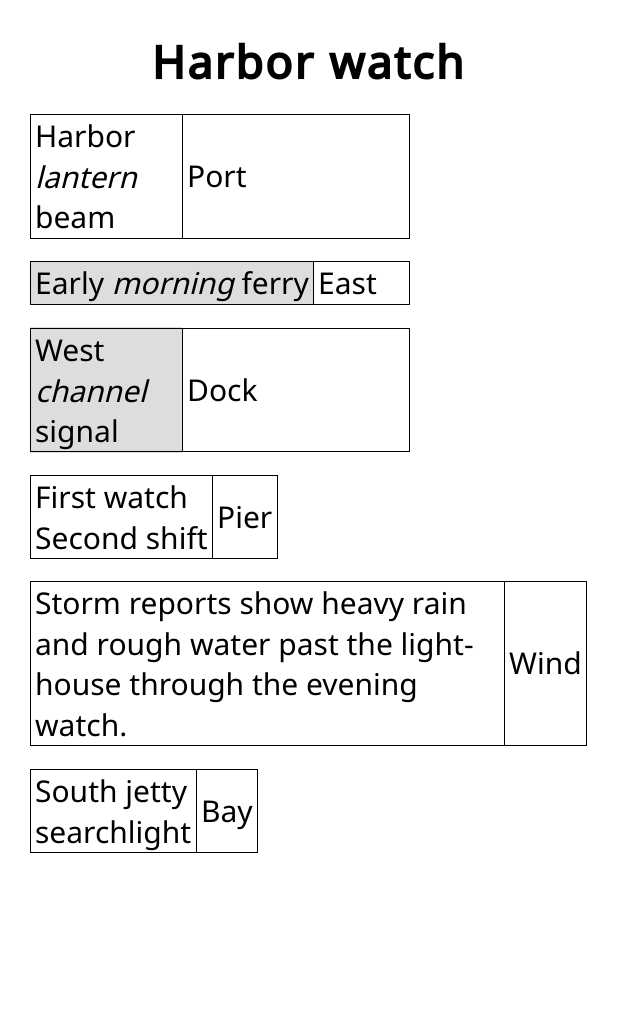 Harbor watch
Harbor
lantern
beam
Port
Early morning ferry
East
West
channel
signal
Dock
First watch
Second shift
Pier
Storm reports show heavy rain
and rough water past the light-
house through the evening
watch.
Wind
South jetty
searchlight
Bay